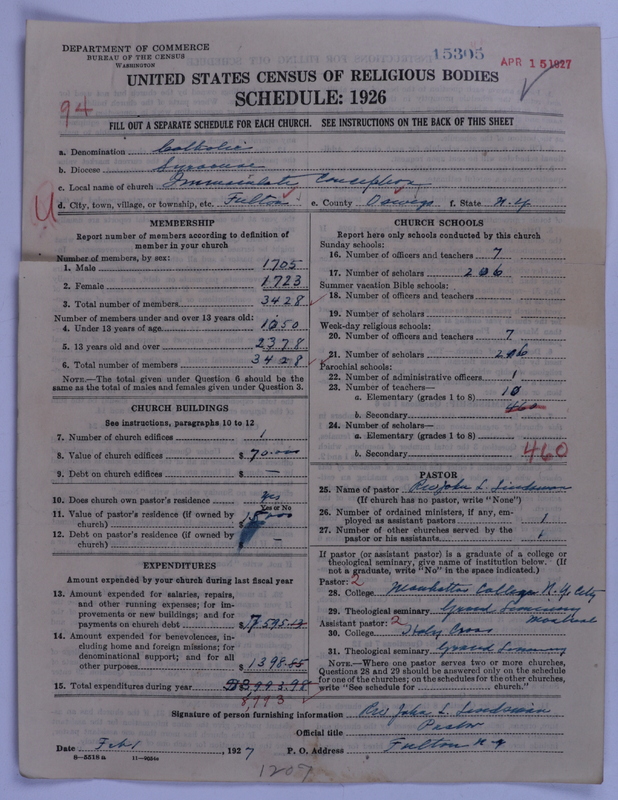 DEPARTMENT OF COMMERCE
BUREAU OF THE CENSUS
WASHINGTON
15305
APR 15 1927
UNITED STATES CENSUS OF RELIGIOUS BODIES
SCHEDULE: 1926
94
FILL OUT A SEPARATE SCHEDULE FOR EACH CHURCH. SEE INSTRUCTIONS ON THE BACK OF THIS SHEET
a. Denomination Catholic
b. Diocese Syracuse
c. Local name of church Immaculate Conception
d. City, town, village, or township, etc. Fulton e. County Oswego f. State N.Y.
MEMBERSHIP
Report number of members according to definition of
member in your church
Number of members, by sex:
1. Male 1705
2. Female 1723
3. Total number of members 3428
Number of members under and over 13 years old:
4. Under 13 years of age 1050
5. 13 years old and over 2378
6. Total number of members 3428
NOTE.—The total given under Question 6 should be the
same as the total of males and females given under Question 3.
CHURCH BUILDINGS
See instructions, paragraphs 10 to 12
7. Number of church edifices 1
8. Value of church edifices $70.000
9. Debt on church edifices $ —
10. Does church own pastor's residence Yes
Yes or No
11. Value of pastor's residence (if owned by
church) $
12. Debt on pastor's residence (if owned by
church) $ —
EXPENDITURES
Amount expended by your church during last fiscal year
13. Amount expended for salaries, repairs,
and other running expenses; for im-
provements or new buildings; and for
payments on church debt $7,595.13
14. Amount expended for benevolences, in-
cluding home and foreign missions; for
denominational support; and for all
other purposes $1398.85
15. Total expenditures during year 8,993.98
8,993
CHURCH SCHOOLS
Report here only schools conducted by this church
Sunday schools:
16. Number of officers and teachers 7
17. Number of scholars 206
Summer vacation Bible schools:
18. Number of officers and teachers
19. Number of scholars
Week-day religious schools:
20. Number of officers and teachers 7
21. Number of scholars 206
Parochial schools:
22. Number of administrative officers 1
23. Number of teachers—
a. Elementary (grades 1 to 8) 10
b. Secondary 460
24. Number of scholars—
a. Elementary (grades 1 to 8)
b. Secondary 460
PASTOR
25. Name of pastor Rev John L. Lindsman
(If church has no pastor, write "None")
26. Number of ordained ministers, if any, em-
ployed as assistant pastors 1
27. Number of other churches served by the
pastor or his assistants
If pastor (or assistant pastor) is a graduate of a college or
theological seminary, give name of institution below. (If
not a graduate, write "No" in the space indicated.)
Pastor: 2
28. College Manhattan College N.Y. City
29. Theological seminary Grand Seminary
Montreal
Assistant pastor: 2
30. College Holy Cross
31. Theological seminary Grand Seminary
NOTE.—Where one pastor serves two or more churches,
Questions 28 and 29 should be answered only on the schedule
for one of the churches; on the schedules for the other churches,
write "See schedule for church."
Signature of person furnishing information Rev John L. Lindsman
Official title Pastor
Date Feb 1, 1927 P. O. Address Fulton N.Y
8—5518a 11—9054a
1207